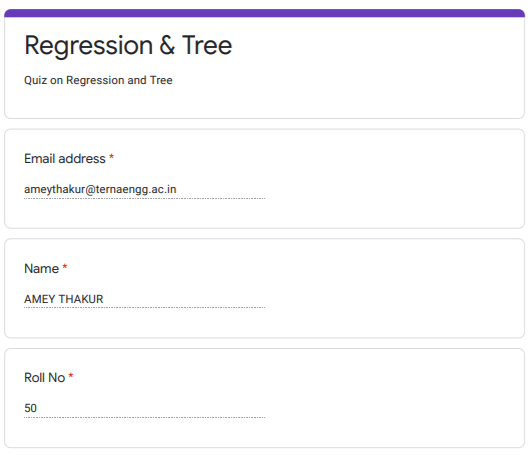 Regression & Tree
Quiz on Regression and Tree
Email address *
ameythakur@ternaengg.ac.in
Name *
AMEY THAKUR
Roll No *
50